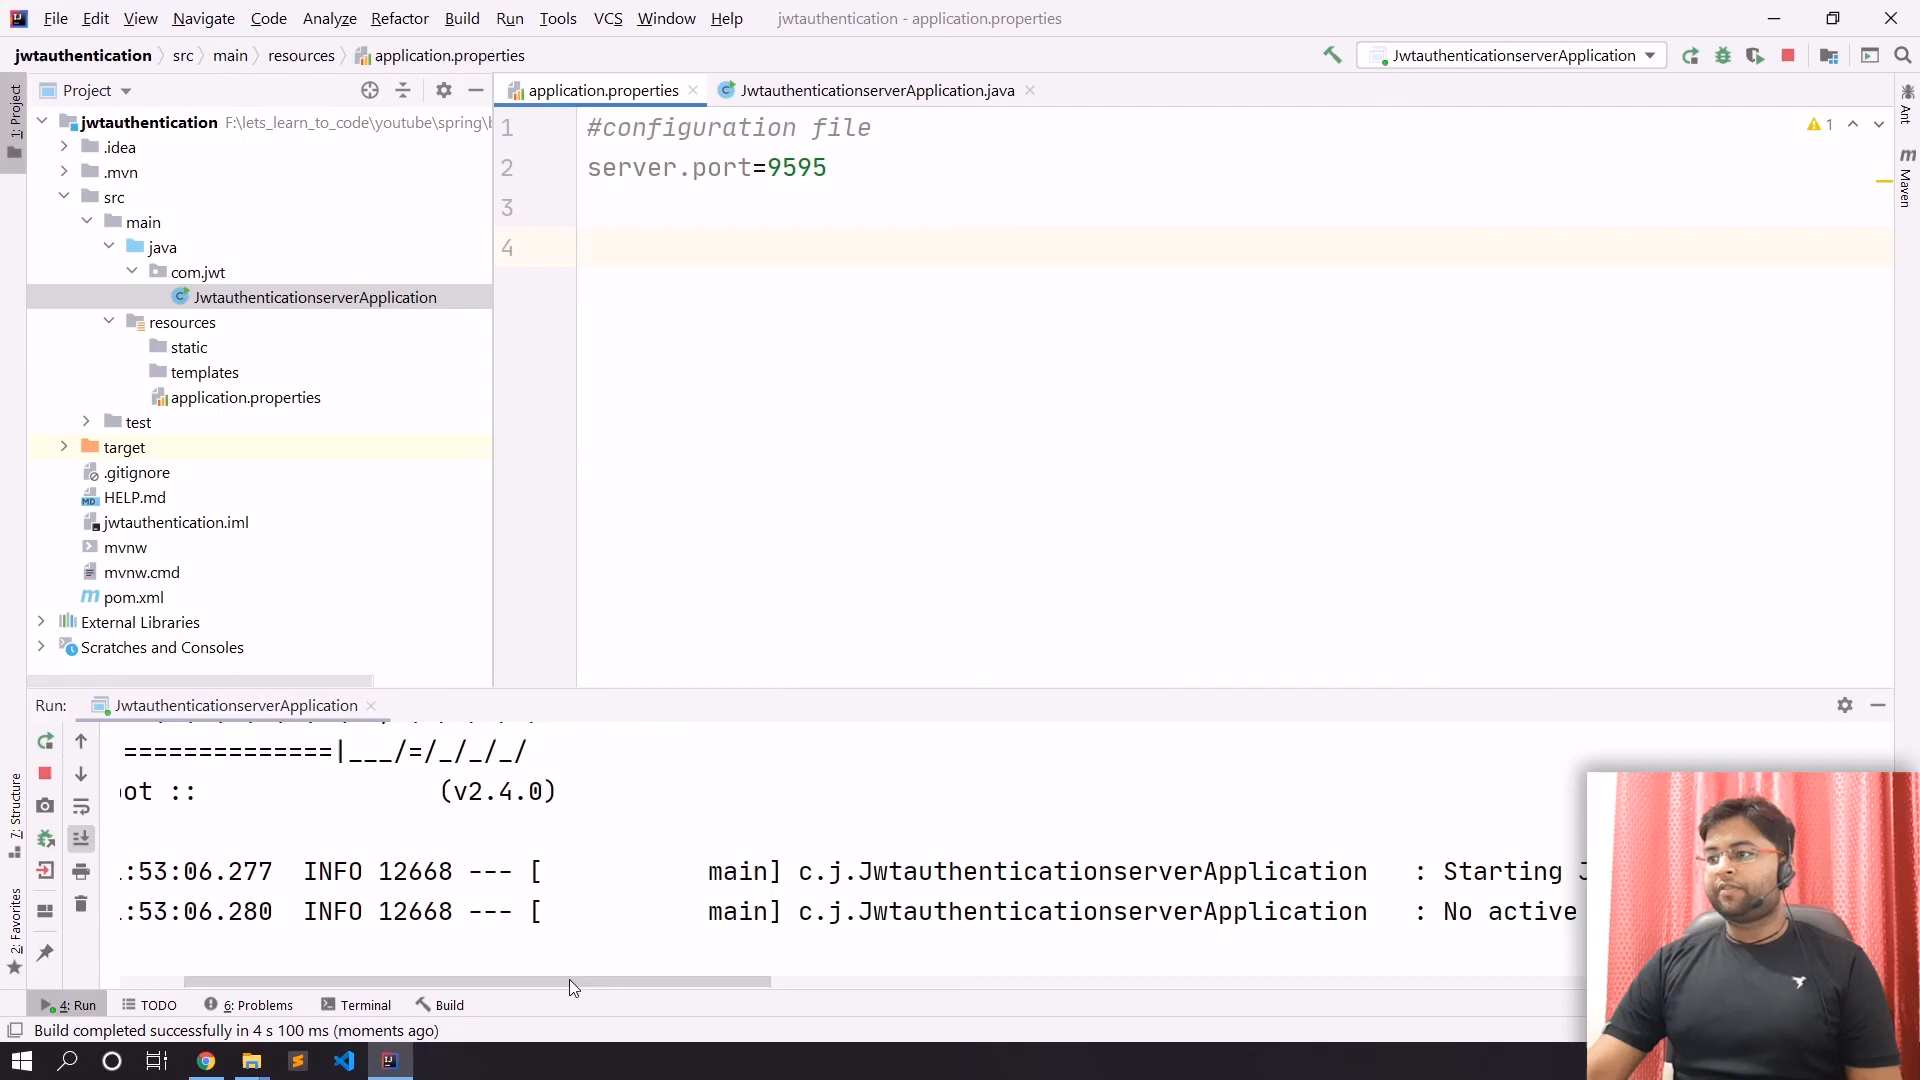 File Edit View Navigate Code Analyze Refactor Build Run Tools VCS Window Help jwtauthentication - application.properties
jwtauthentication src main resources application.properties JwtauthenticationserverApplication
Project application.properties JwtauthenticationserverApplication.java
1: Project
Ant
Maven
jwtauthentication F:\lets_learn_to_code\youtube\spring\
.idea
.mvn
src
main
java
com.jwt
JwtauthenticationserverApplication
resources
static
templates
application.properties
test
target
.gitignore
HELP.md
jwtauthentication.iml
mvnw
mvnw.cmd
pom.xml
External Libraries
Scratches and Consoles
1 #configuration file
2 server.port=9595
3
4
1
Run: JwtauthenticationserverApplication
==============|___/=/_/_/_/
ot :: (v2.4.0)
:53:06.277 INFO 12668 --- [ main] c.j.JwtauthenticationserverApplication : Starting
:53:06.280 INFO 12668 --- [ main] c.j.JwtauthenticationserverApplication : No active
7: Structure
2: Favorites
4: Run TODO 6: Problems Terminal Build
Build completed successfully in 4 s 100 ms (moments ago)